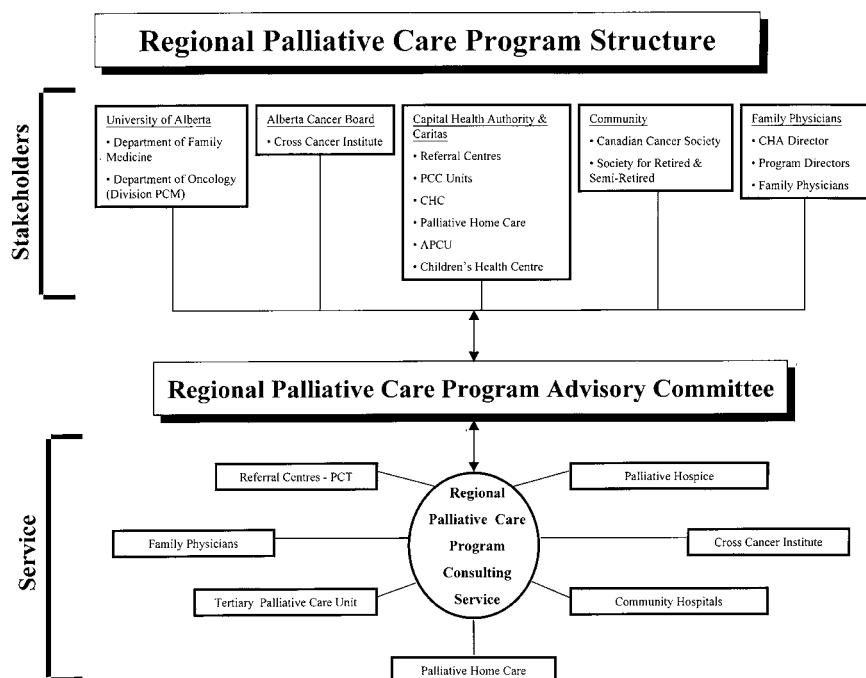 Regional Palliative Care Program Structure
Stakeholders
University of Alberta
• Department of Family
Medicine
• Department of Oncology
(Division PCM)
Alberta Cancer Board
• Cross Cancer Institute
Capital Health Authority &
Caritas
• Referral Centres
• PCC Units
• CHC
• Palliative Home Care
• APCU
• Children's Health Centre
Community
• Canadian Cancer Society
• Society for Retired &
Semi-Retired
Family Physicians
• CHA Director
• Program Directors
• Family Physicians
Regional Palliative Care Program Advisory Committee
Service
Referral Centres - PCT
Palliative Hospice
Family Physicians
Regional
Palliative Care
Program
Consulting
Service
Cross Cancer Institute
Tertiary Palliative Care Unit
Community Hospitals
Palliative Home Care